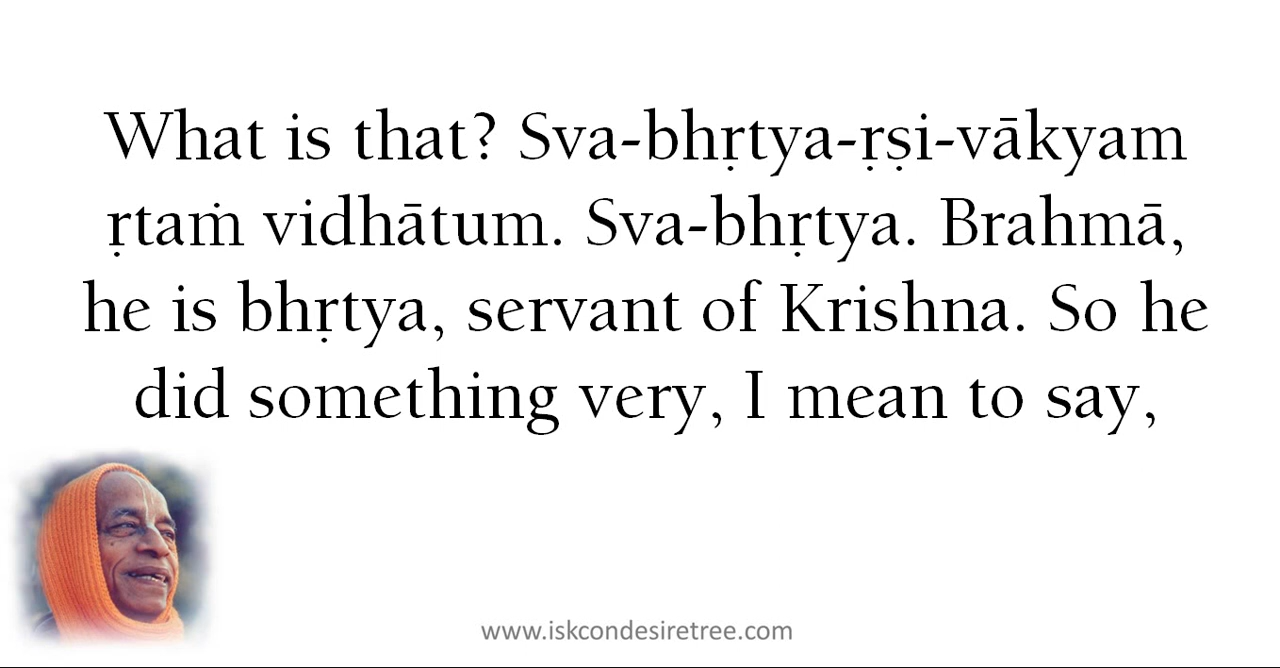 What is that? Sva-bhṛtya-ṛṣi-vākyam
ṛtaṁ vidhātum. Sva-bhṛtya. Brahmā,
he is bhṛtya, servant of Krishna. So he
did something very, I mean to say,
www.iskcondesiretree.com